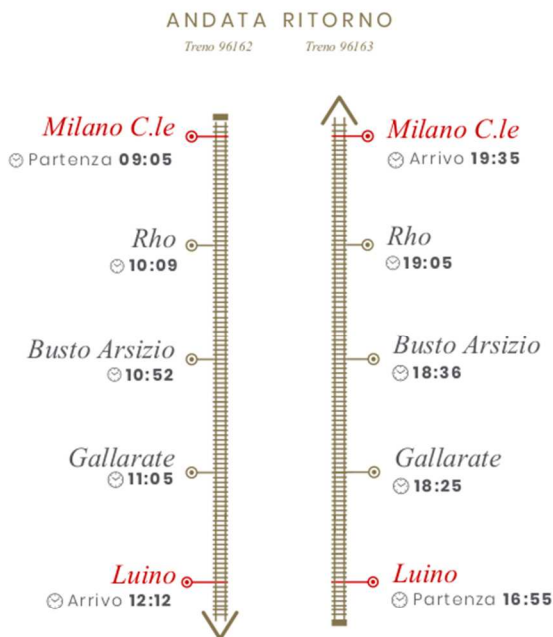 ANDATA RITORNO
Treno 96162 Treno 96163
Milano C.le
Partenza 09:05
Rho
10:09
Busto Arsizio
10:52
Gallarate
11:05
Luino
Arrivo 12:12
Milano C.le
Arrivo 19:35
Rho
19:05
Busto Arsizio
18:36
Gallarate
18:25
Luino
Partenza 16:55